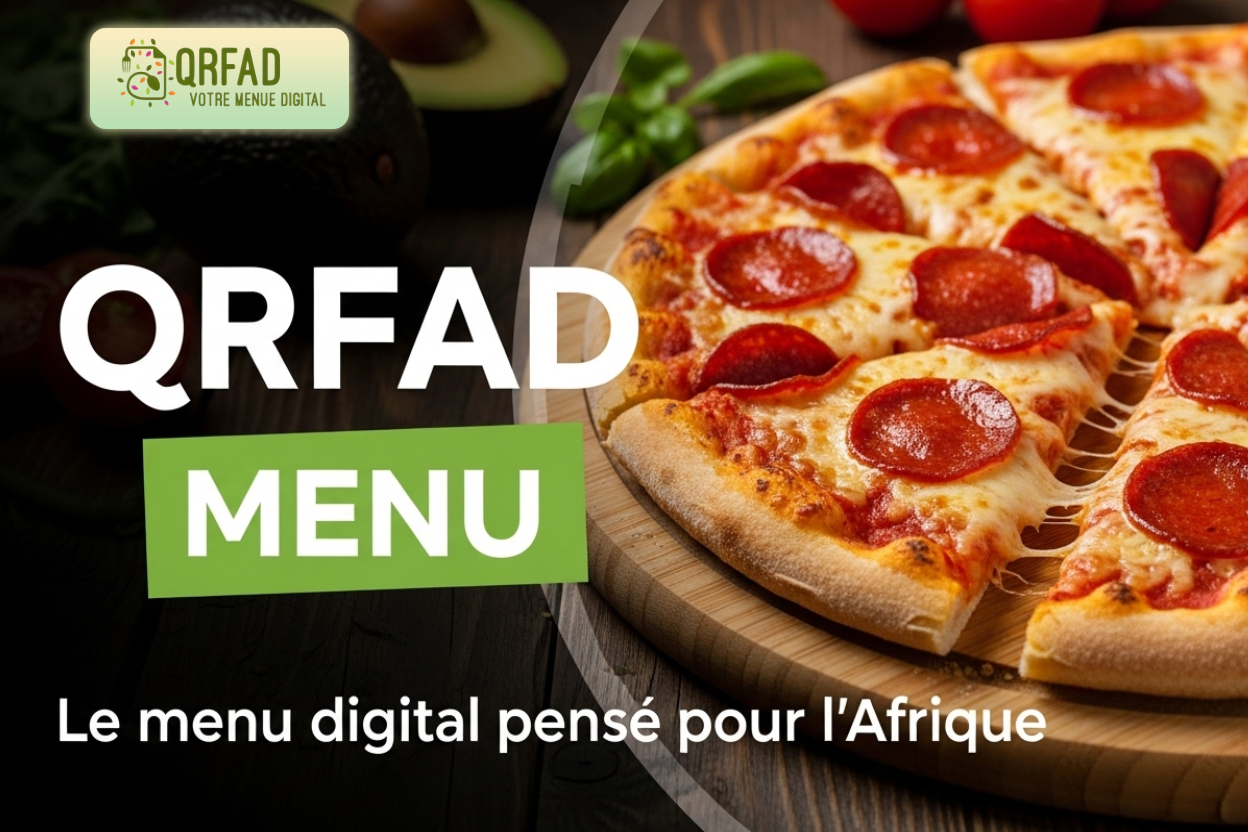 QRFAD
VOTRE MENUE DIGITAL
QRFAD
MENU
Le menu digital pensé pour l'Afrique